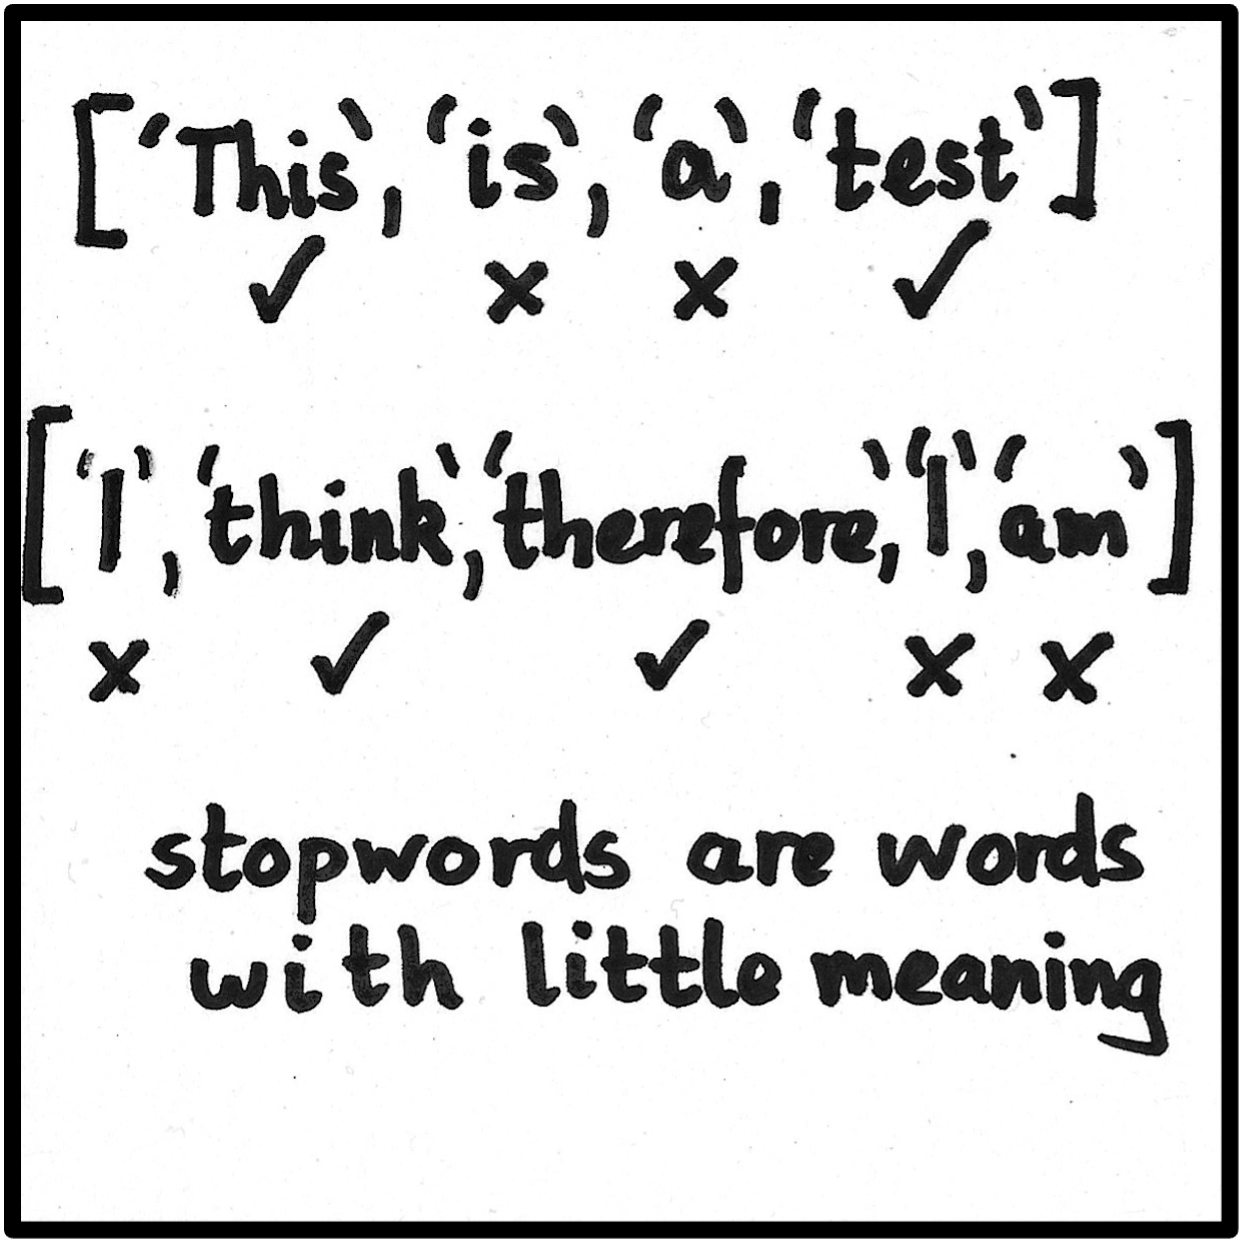 ['This', 'is', 'a', 'test']
✓ × × ✓
['I', 'think', 'therefore, 'I', 'am']
× ✓ ✓ × ×
stopwords are words
with little meaning